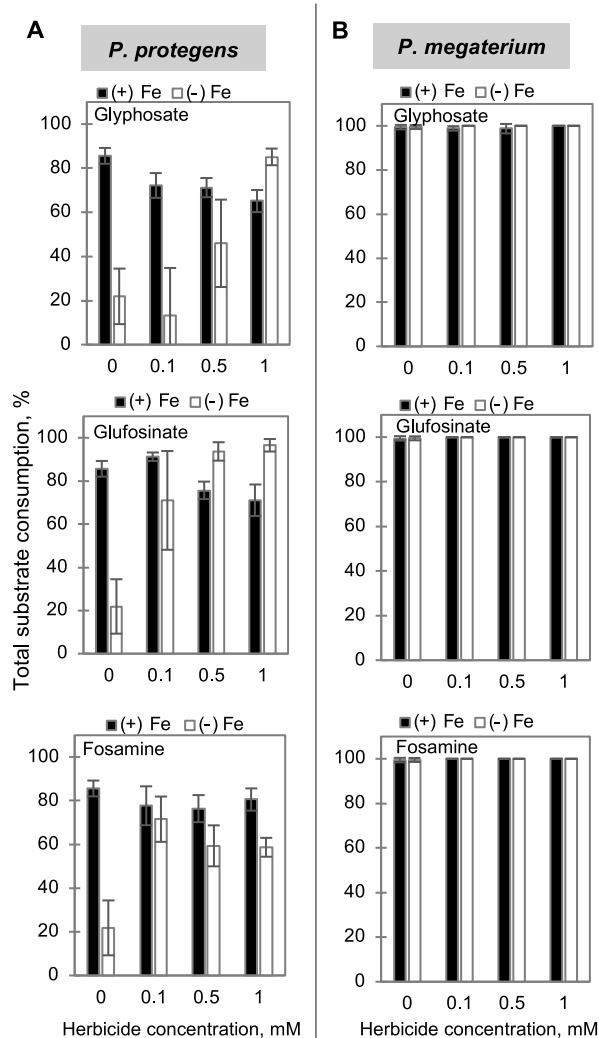 A
P. protegens
Total substrate consumption, %
(+) Fe (-) Fe
Glyphosate
100
80
60
40
20
0
0 0.1 0.5 1
(+) Fe (-) Fe
Glufosinate
100
80
60
40
20
0
0 0.1 0.5 1
(+) Fe (-) Fe
Fosamine
100
80
60
40
20
0
0 0.1 0.5 1
Herbicide concentration, mM
B
P. megaterium
(+) Fe (-) Fe
Glyphosate
100
80
60
40
20
0
0 0.1 0.5 1
(+) Fe (-) Fe
Glufosinate
100
80
60
40
20
0
0 0.1 0.5 1
(+) Fe (-) Fe
Fosamine
100
80
60
40
20
0
0 0.1 0.5 1
Herbicide concentration, mM